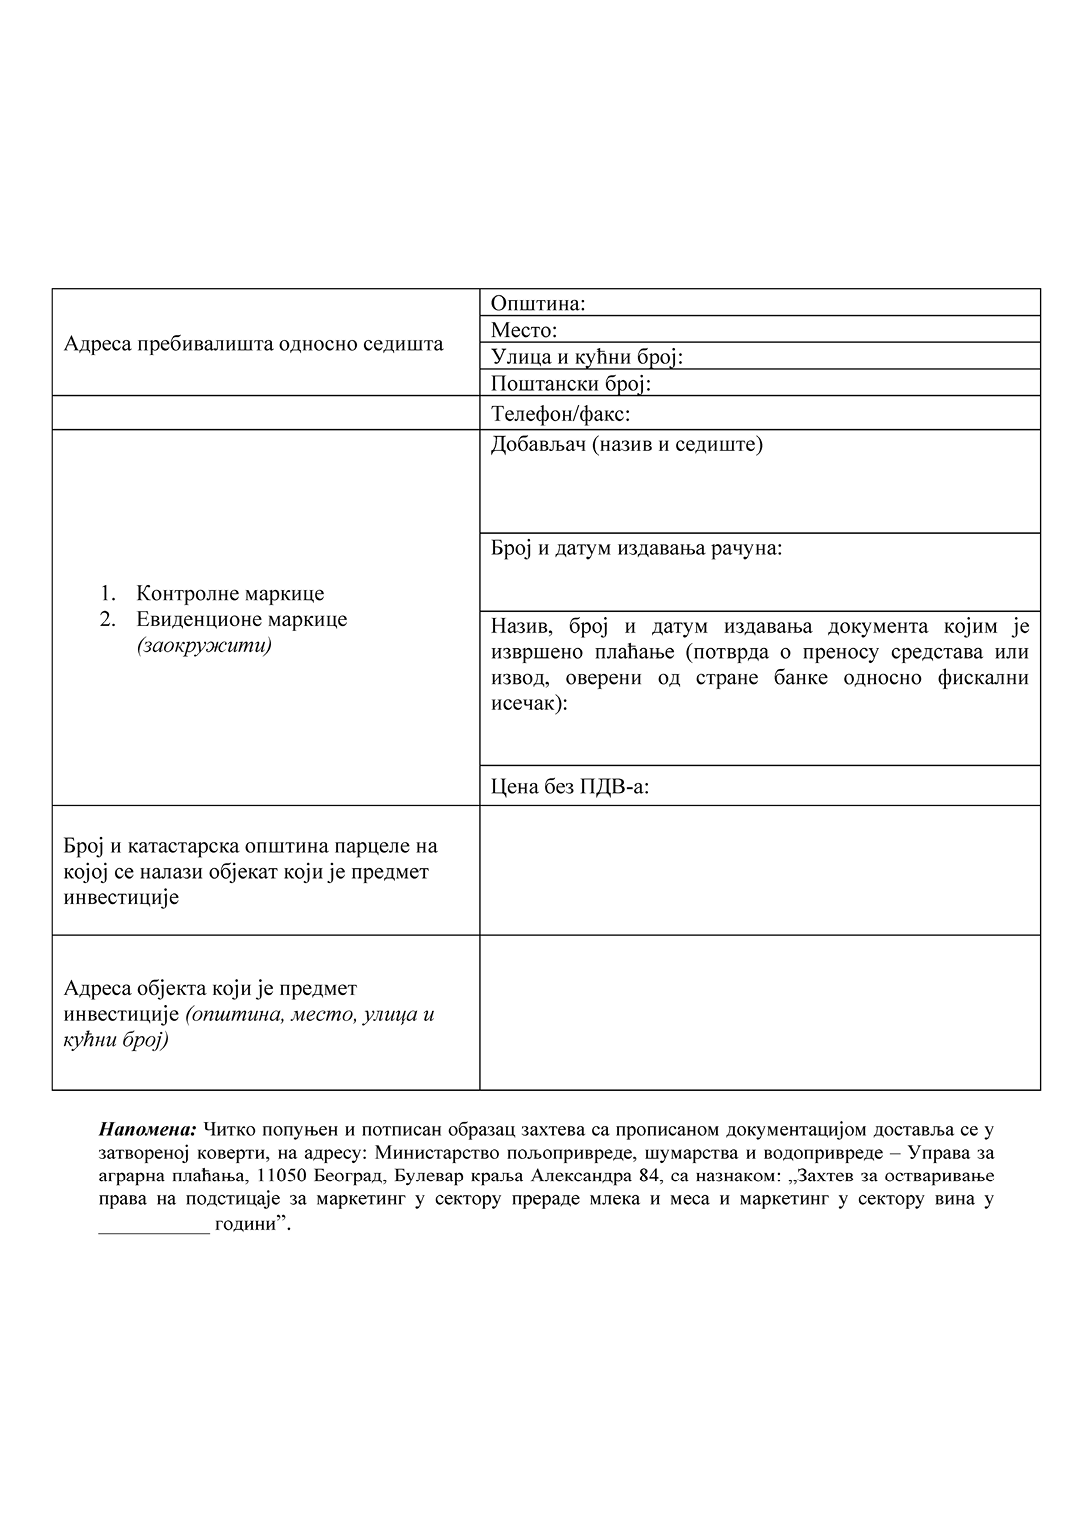 Адреса пребивалишта односно седишта
Општина:
Место:
Улица и кућни број:
Поштански број:
Телефон/факс:
1. Контролне маркице
2. Евиденционе маркице
(заокружити)
Добављач (назив и седиште)
Број и датум издавања рачуна:
Назив, број и датум издавања документа којим је
извршено плаћање (потврда о преносу средстава или
извод, оверени од стране банке односно фискални
исечак):
Цена без ПДВ-а:
Број и катастарска општина парцеле на
којој се налази објекат који је предмет
инвестиције
Адреса објекта који је предмет
инвестиције (општина, место, улица и
кућни број)
Напомена: Читко попуњен и потписан образац захтева са прописаном документацијом доставља се у
затвореној коверти, на адресу: Министарство пољопривреде, шумарства и водопривреде – Управа за
аграрна плаћања, 11050 Београд, Булевар краља Александра 84, са назнаком: „Захтев за остваривање
права на подстицаје за маркетинг у сектору прераде млека и меса и маркетинг у сектору вина у
___________ години”.